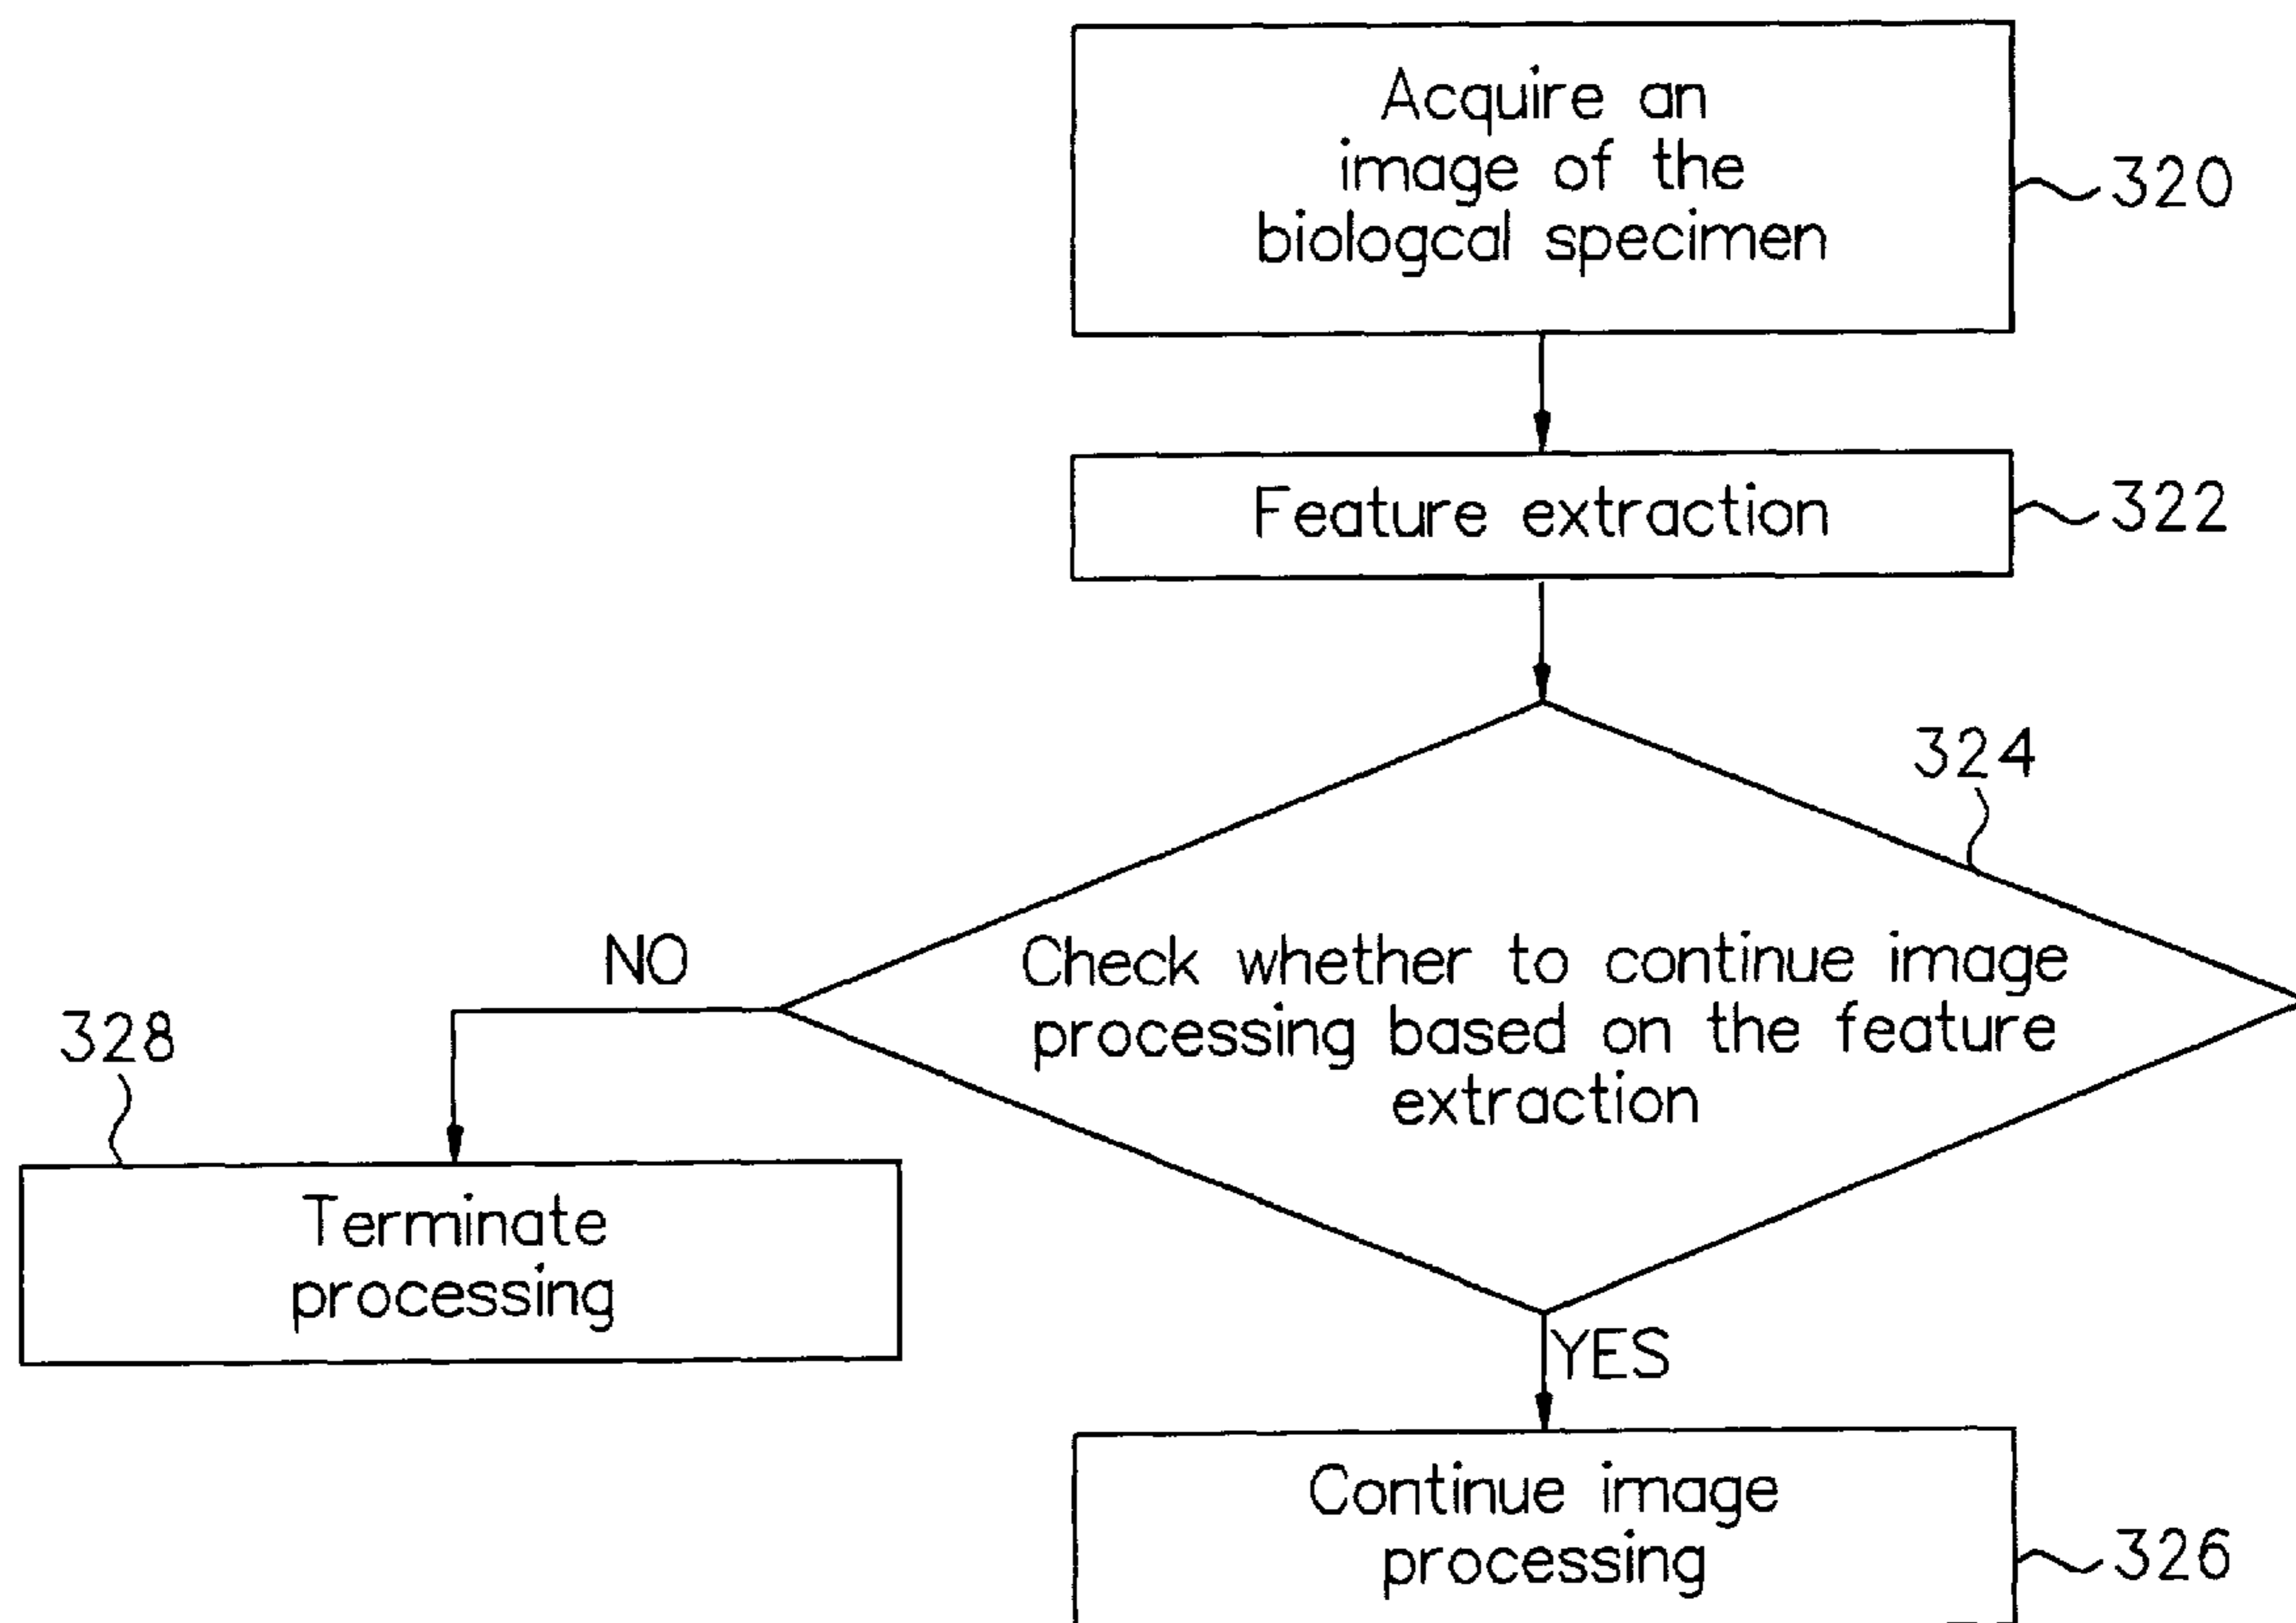 Acquire an
image of the
biologcal specimen
320
Feature extraction
322
324
Check whether to continue image
processing based on the feature
extraction
NO
328
Terminate
processing
YES
Continue image
processing
326